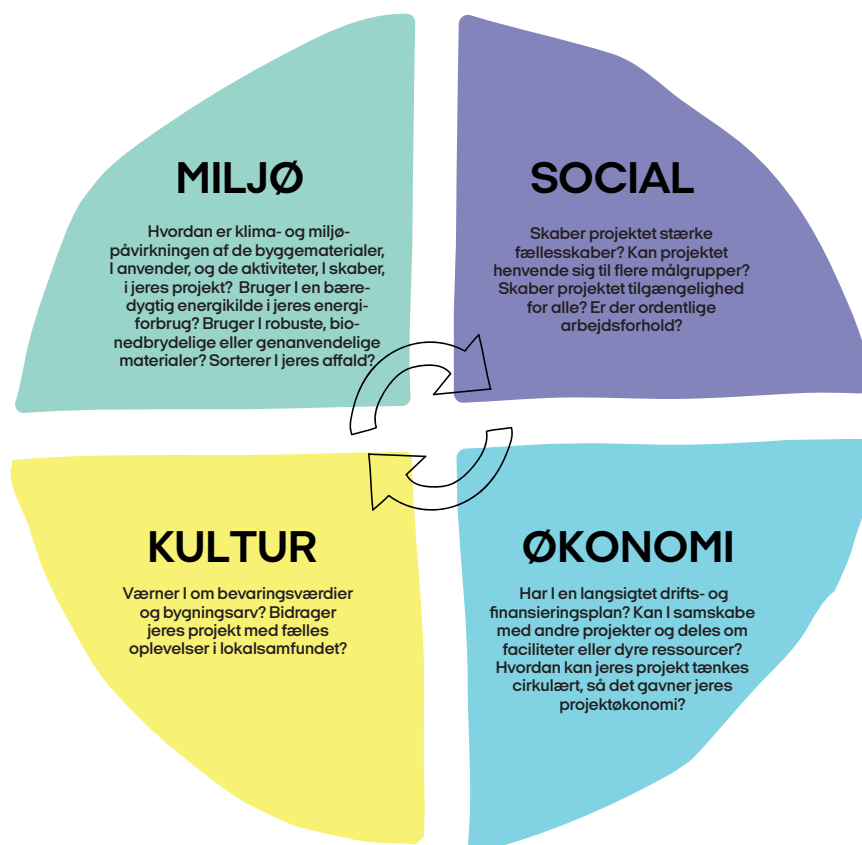 MILJØ
Hvordan er klima- og miljø-
påvirkningen af de byggematerialer,
I anvender, og de aktiviteter, I skaber,
i jeres projekt? Bruger I en bære-
dygtig energikilde i jeres energi-
forbrug? Bruger I robuste, bio-
nedbrydelige eller genanvendelige
materialer? Sorterer I jeres affald?
SOCIAL
Skaber projektet stærke
fællesskaber? Kan projektet
henvende sig til flere målgrupper?
Skaber projektet tilgængelighed
for alle? Er der ordentlige
arbejdsforhold?
KULTUR
Værner I om bevaringsværdier
og bygningsarv? Bidrager
jeres projekt med fælles
oplevelser i lokalsamfundet?
ØKONOMI
Har I en langsigtet drifts- og
finansieringsplan? Kan I samskabe
med andre projekter og deles om
faciliteter eller dyre ressourcer?
Hvordan kan jeres projekt tænkes
cirkulært, så det gavner jeres
projektøkonomi?